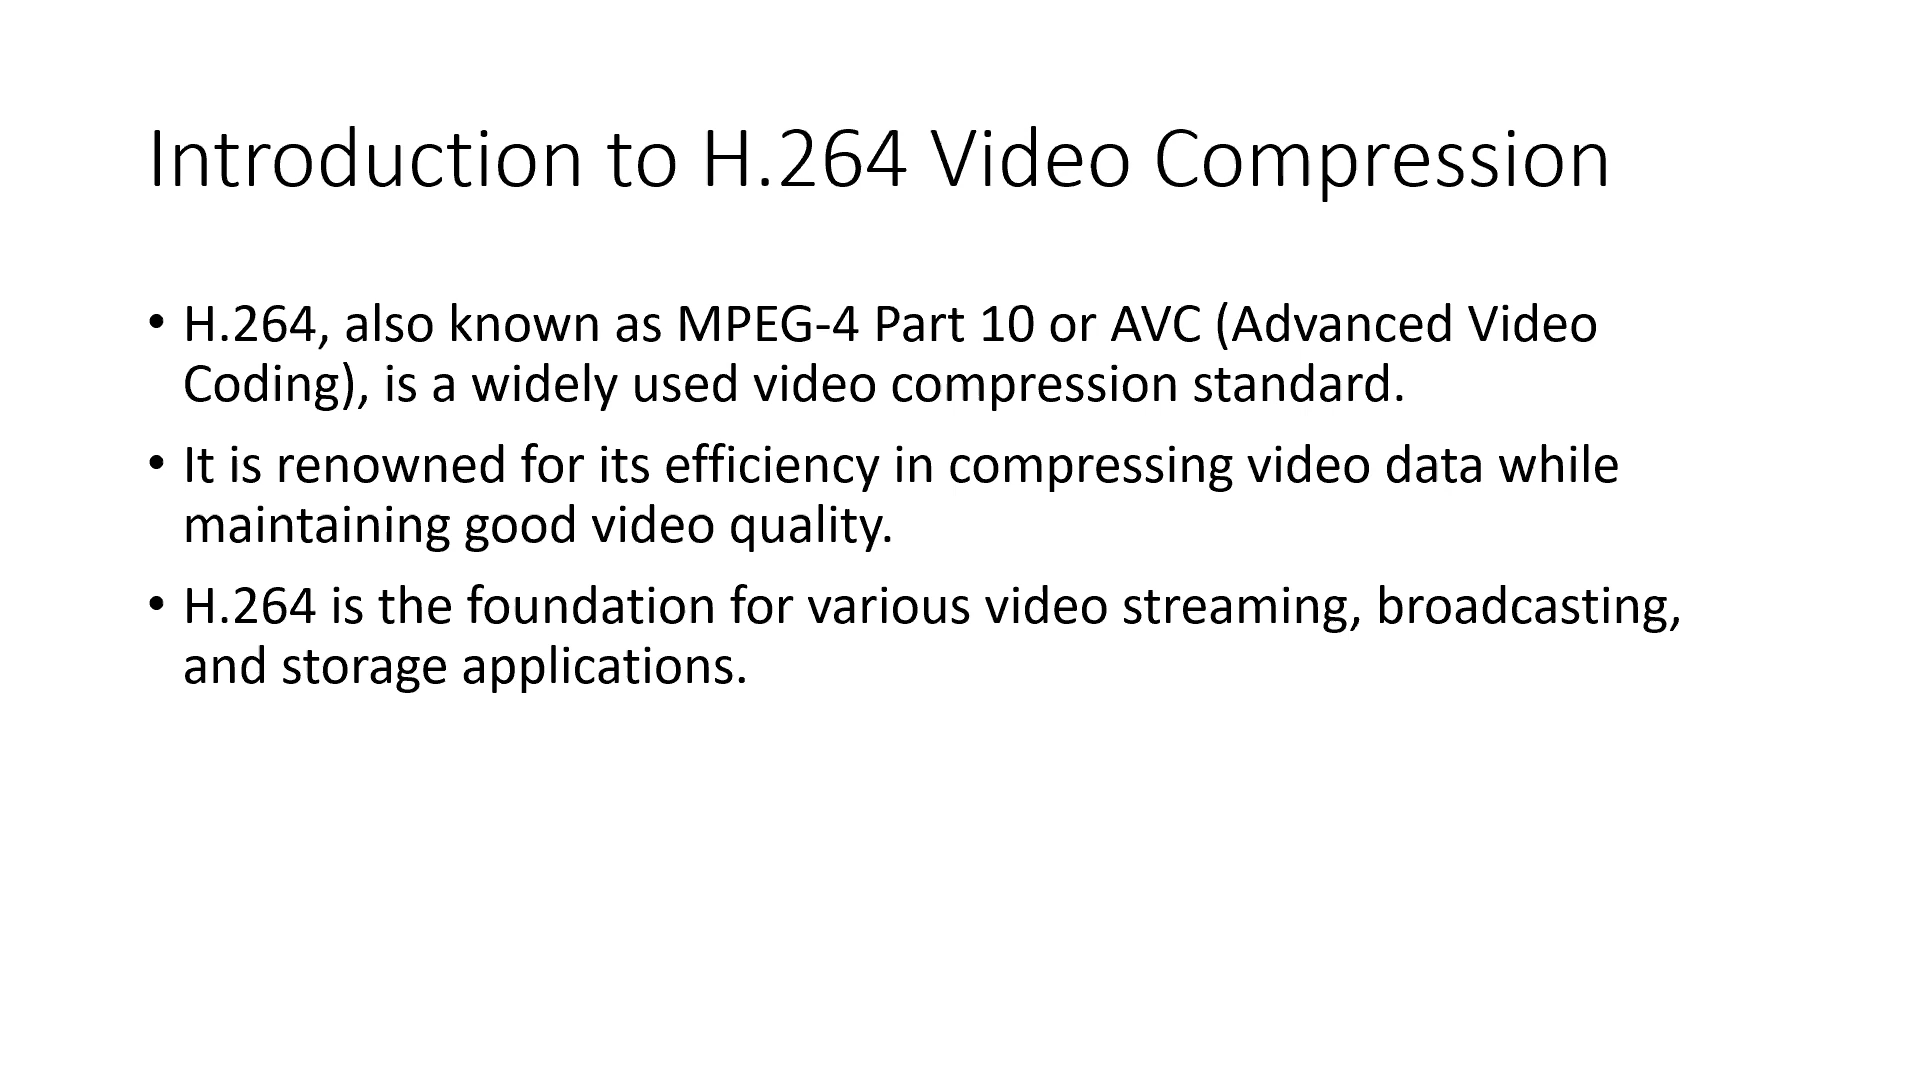 Introduction to H.264 Video Compression
• H.264, also known as MPEG-4 Part 10 or AVC (Advanced Video
Coding), is a widely used video compression standard.
• It is renowned for its efficiency in compressing video data while
maintaining good video quality.
• H.264 is the foundation for various video streaming, broadcasting,
and storage applications.